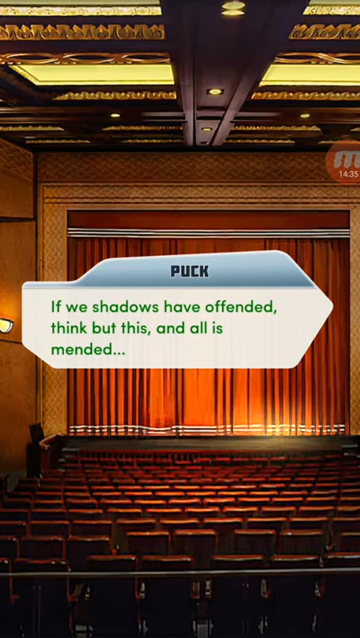 PUCK
If we shadows have offended,
think but this, and all is
mended...
14:35